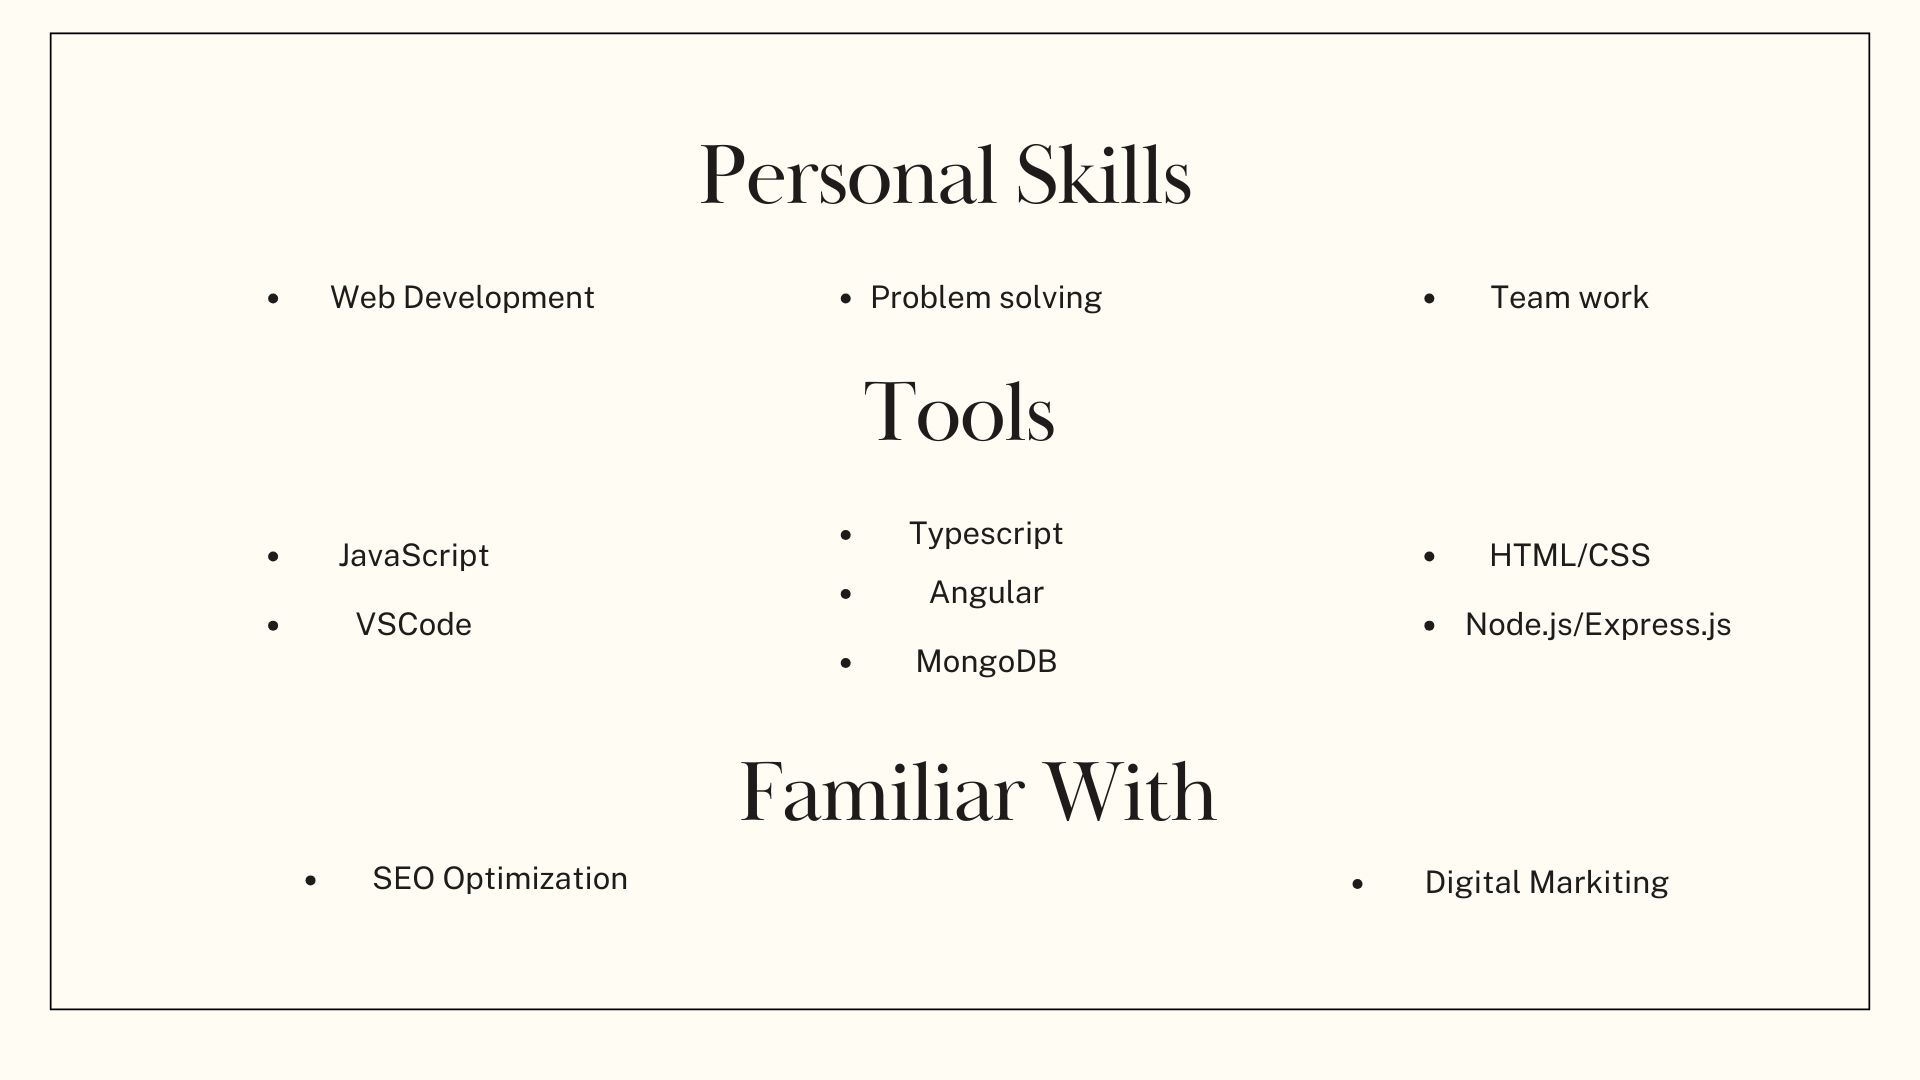 Personal Skills
• Web Development
• Problem solving
• Team work
Tools
• JavaScript
• VSCode
• Typescript
• Angular
• MongoDB
• HTML/CSS
• Node.js/Express.js
Familiar With
• SEO Optimization
• Digital Markiting